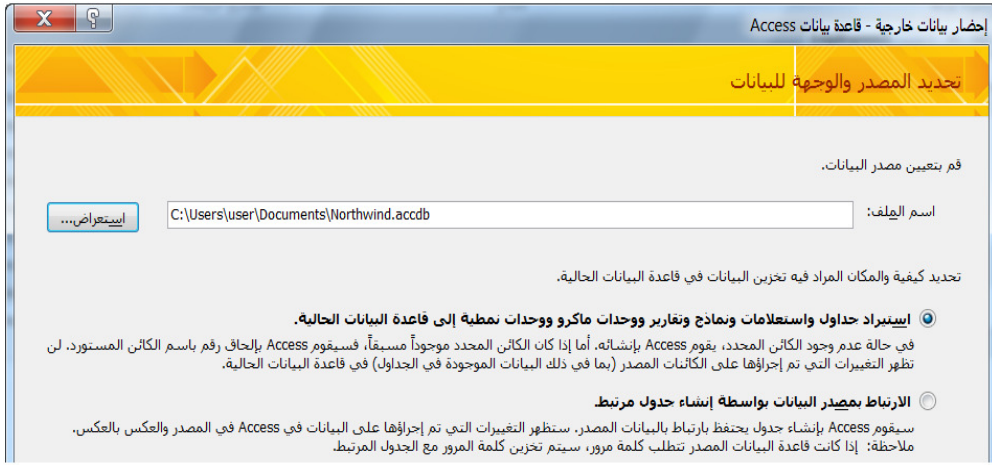 إحضار بيانات خارجية - قاعدة بيانات Access
تحديد المصدر والوجهة للبيانات
قم بتعيين مصدر البيانات.
اسم الملف:
C:\Users\user\Documents\Northwind.accdb
استعراض...
تحديد كيفية والمكان المراد فيه تخزين البيانات في قاعدة البيانات الحالية.
استيراد جداول واستعلامات ونماذج وتقارير ووحدات ماكرو ووحدات نمطية إلى قاعدة البيانات الحالية.
في حالة عدم وجود الكائن المحدد، يقوم Access بإنشائه. أما إذا كان الكائن المحدد موجوداً مسبقاً، فسيقوم Access بإلحاق رقم باسم الكائن المستورد. لن
تظهر التغييرات التي تم إجراؤها على الكائنات المصدر (بما في ذلك البيانات الموجودة في الجداول) في قاعدة البيانات الحالية.
الارتباط بمصدر البيانات بواسطة إنشاء جدول مرتبط.
سيقوم Access بإنشاء جدول يحتفظ بارتباط بالبيانات المصدر. ستظهر التغييرات التي تم إجراؤها على البيانات في Access في المصدر والعكس بالعكس.
ملاحظة: إذا كانت قاعدة البيانات المصدر تتطلب كلمة مرور، سيتم تخزين كلمة المرور مع الجدول المرتبط.